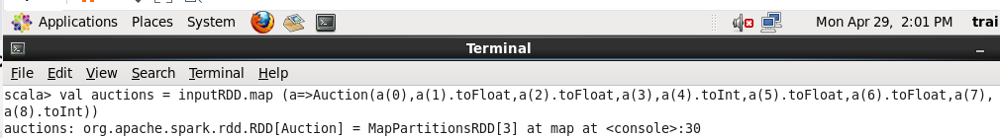 Applications Places System Mon Apr 29, 2:01 PM trai
Terminal
File Edit View Search Terminal Help
scala> val auctions = inputRDD.map (a=>Auction(a(0),a(1).toFloat,a(2).toFloat,a(3),a(4).toInt,a(5).toFloat,a(6).toFloat,a(7),
a(8).toInt))
auctions: org.apache.spark.rdd.RDD[Auction] = MapPartitionsRDD[3] at map at <console>:30